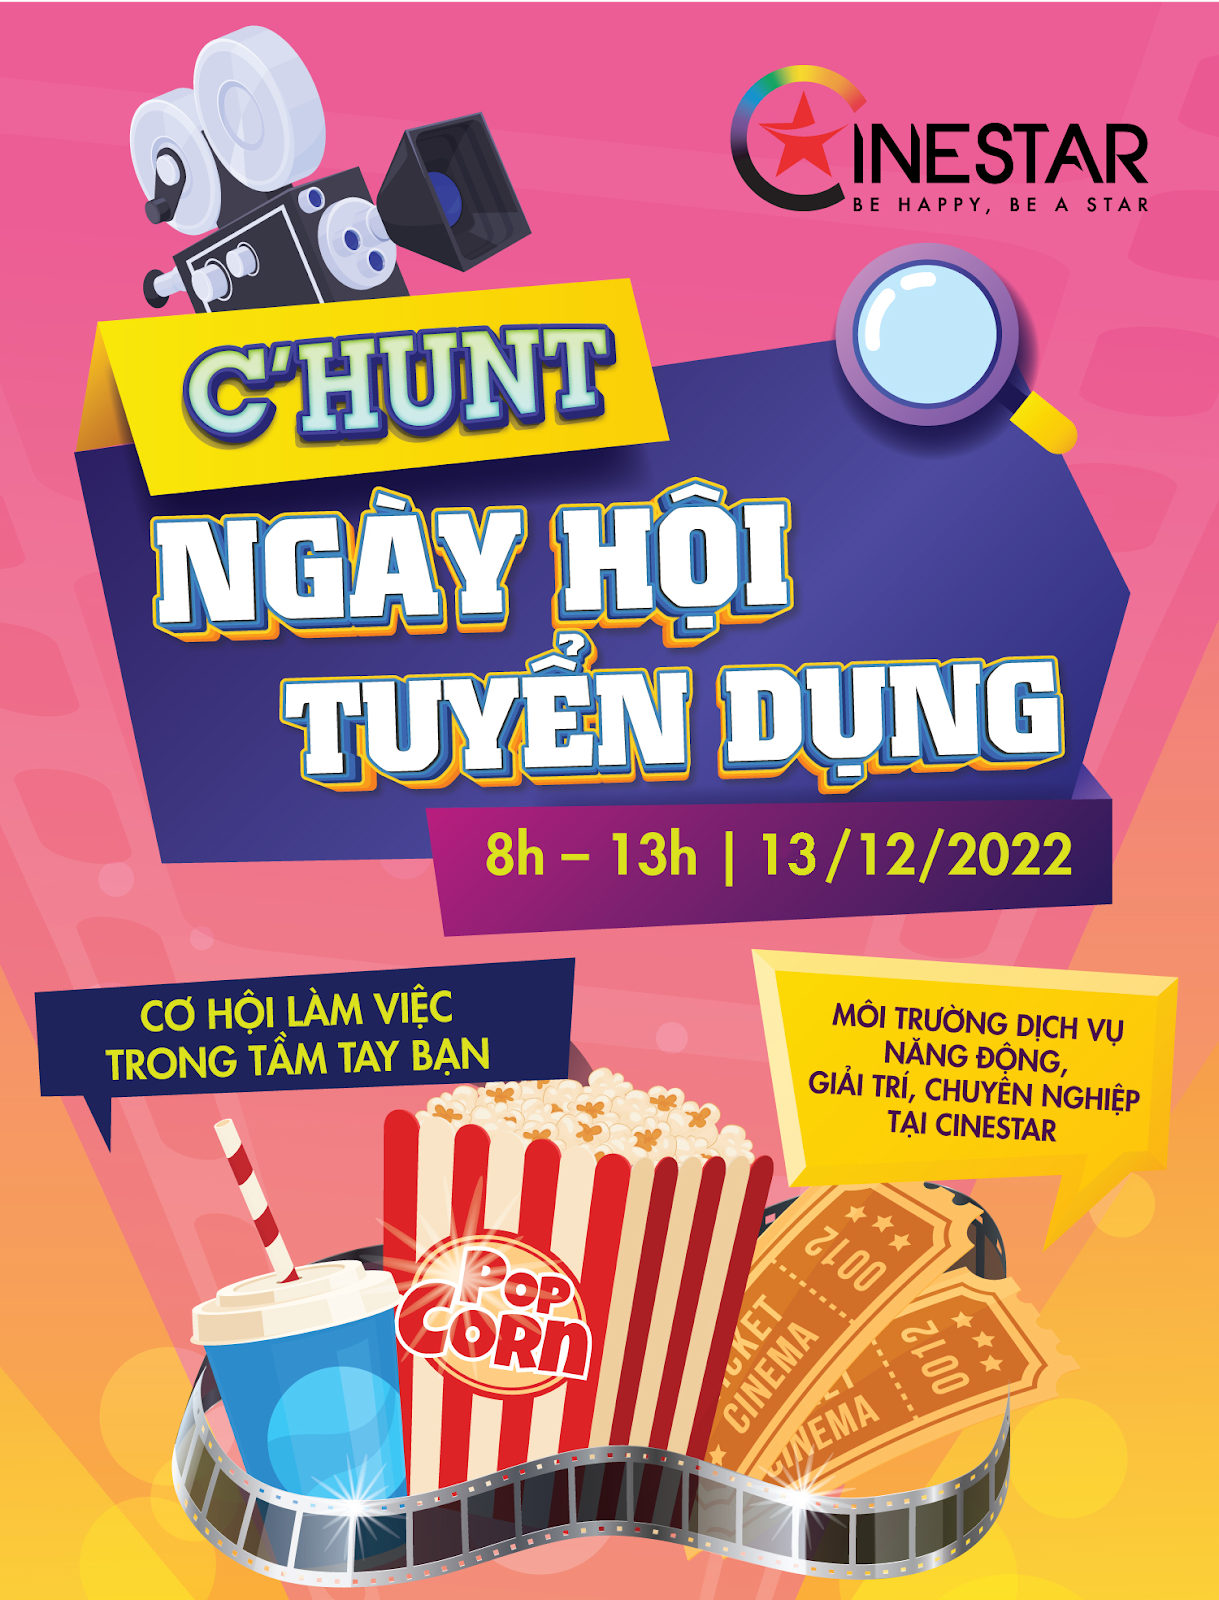 CINESTAR
BE HAPPY, BE A STAR
C'HUNT
NGÀY HỘI
TUYỂN DỤNG
8h – 13h | 13/12/2022
CƠ HỘI LÀM VIỆC
TRONG TẦM TAY BẠN
MÔI TRƯỜNG DỊCH VỤ
NĂNG ĐỘNG,
GIẢI TRÍ, CHUYÊN NGHIỆP
TẠI CINESTAR
POP
CORN
0012
CINEMA
0012
CINEMA